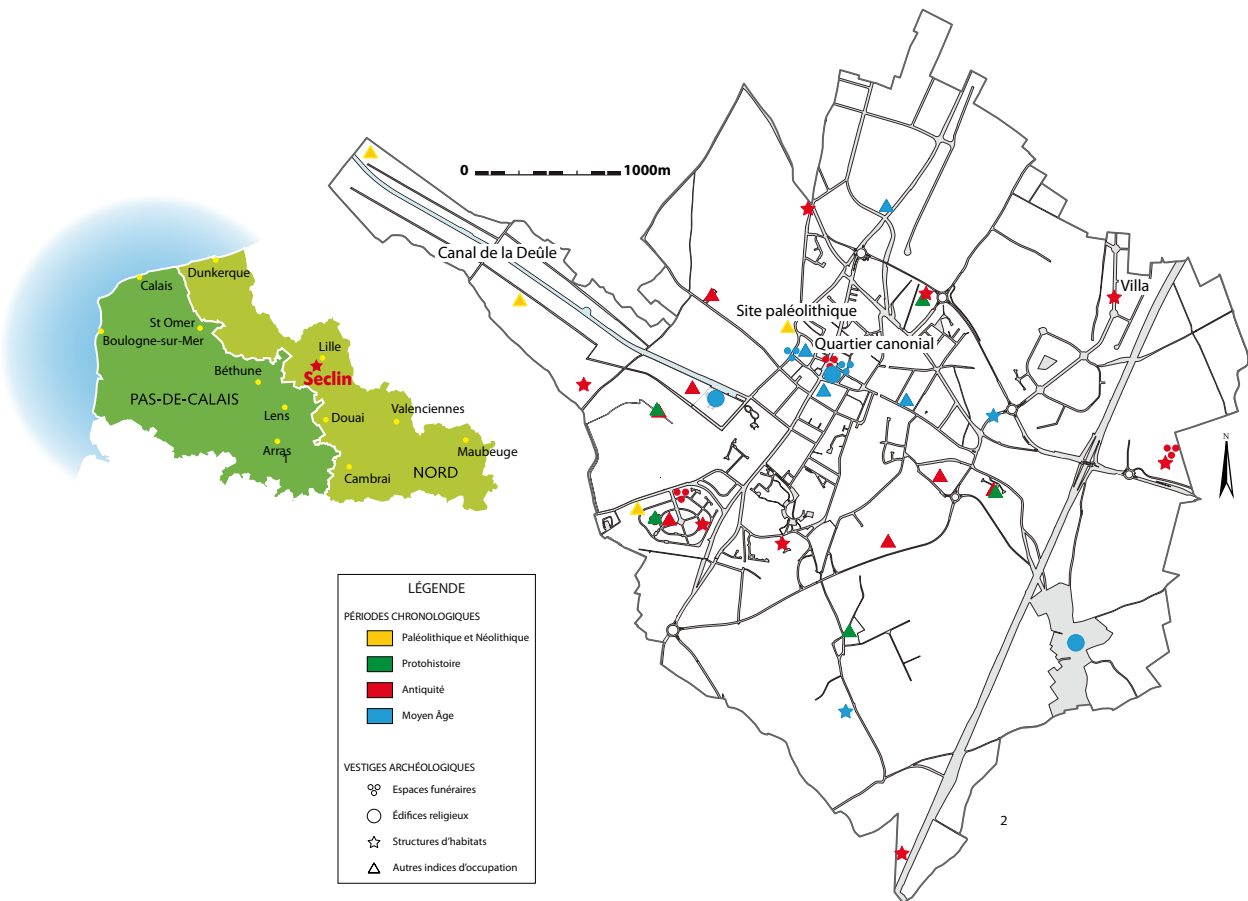 0 1000m
Canal de la Deûle
Dunkerque
Calais
St Omer
Boulogne-sur-Mer
Lille
Seclin
Béthune
PAS-DE-CALAIS
Lens
Douai
Valenciennes
Arras
Maubeuge
Cambrai
NORD
Villa
Site paléolithique
Quartier canonial
N
LÉGENDE
PÉRIODES CHRONOLOGIQUES
Paléolithique et Néolithique
Protohistoire
Antiquité
Moyen Âge
VESTIGES ARCHÉOLOGIQUES
Espaces funéraires
Édifices religieux
Structures d'habitats
Autres indices d'occupation
2